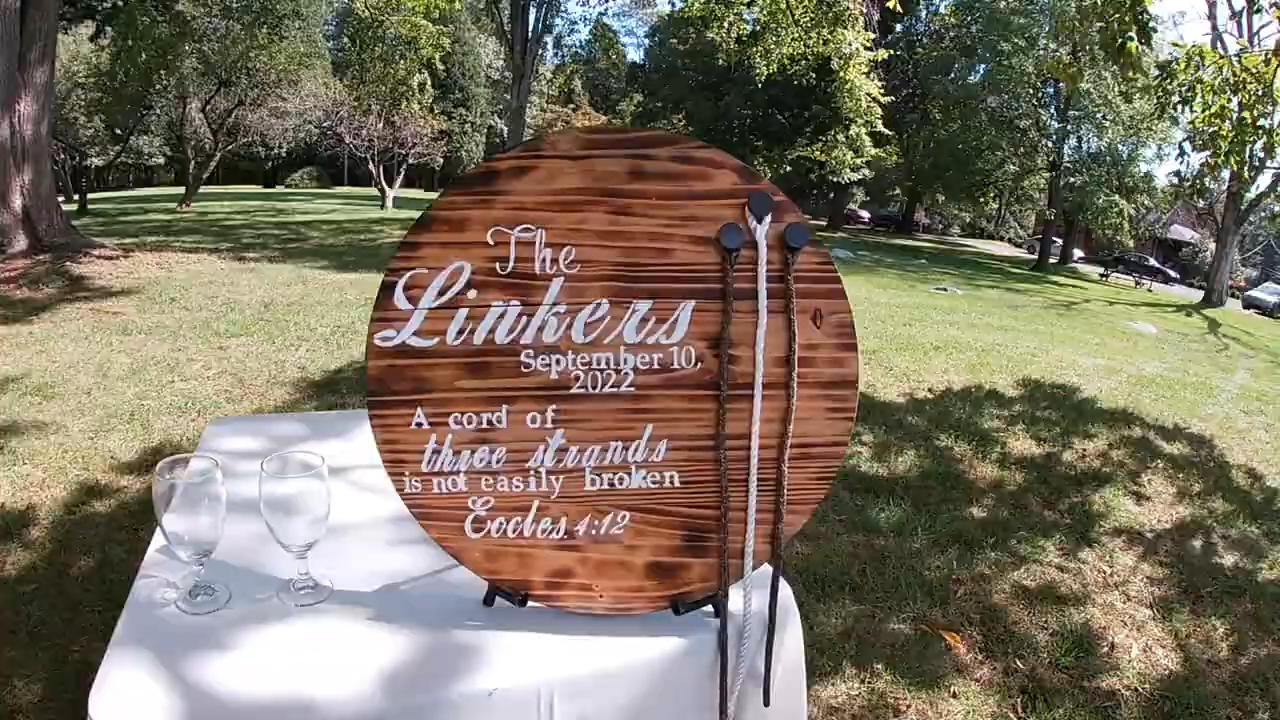 The
Linkers
September 10,
2022
A cord of
three strands
is not easily broken
Eccles. 4:12